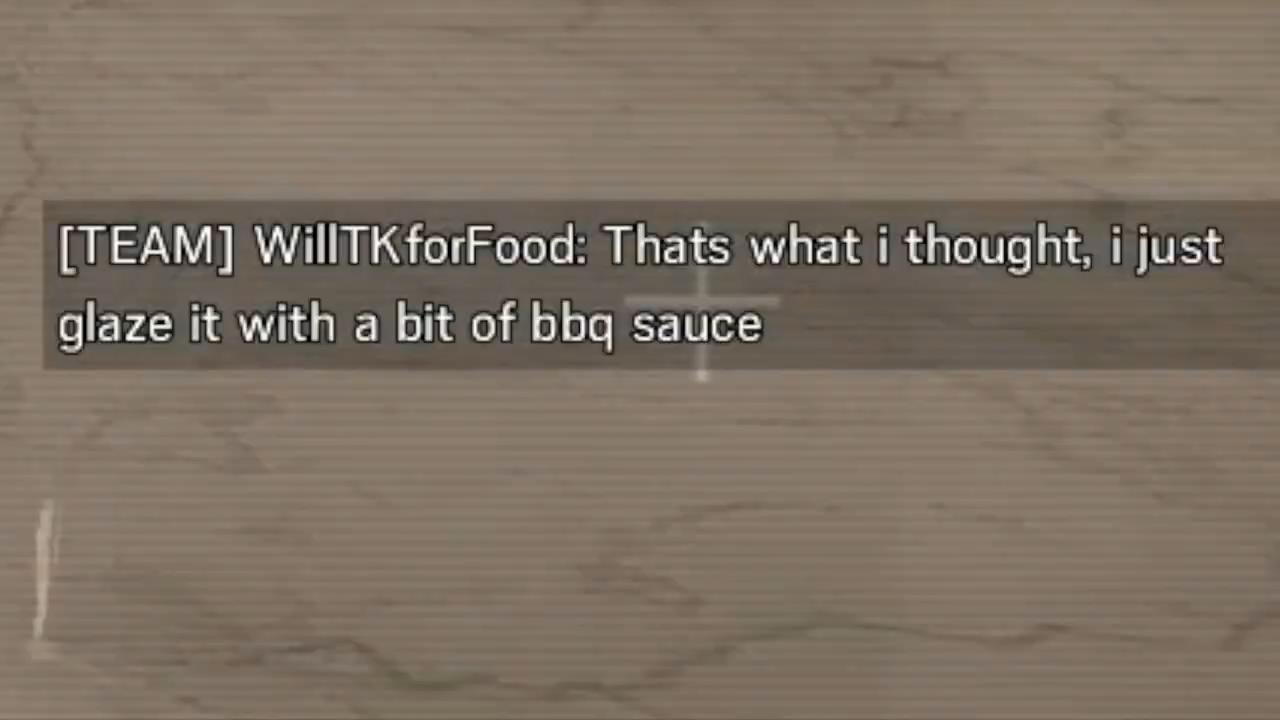 [TEAM] WillTKforFood: Thats what i thought, i just
glaze it with a bit of bbq sauce